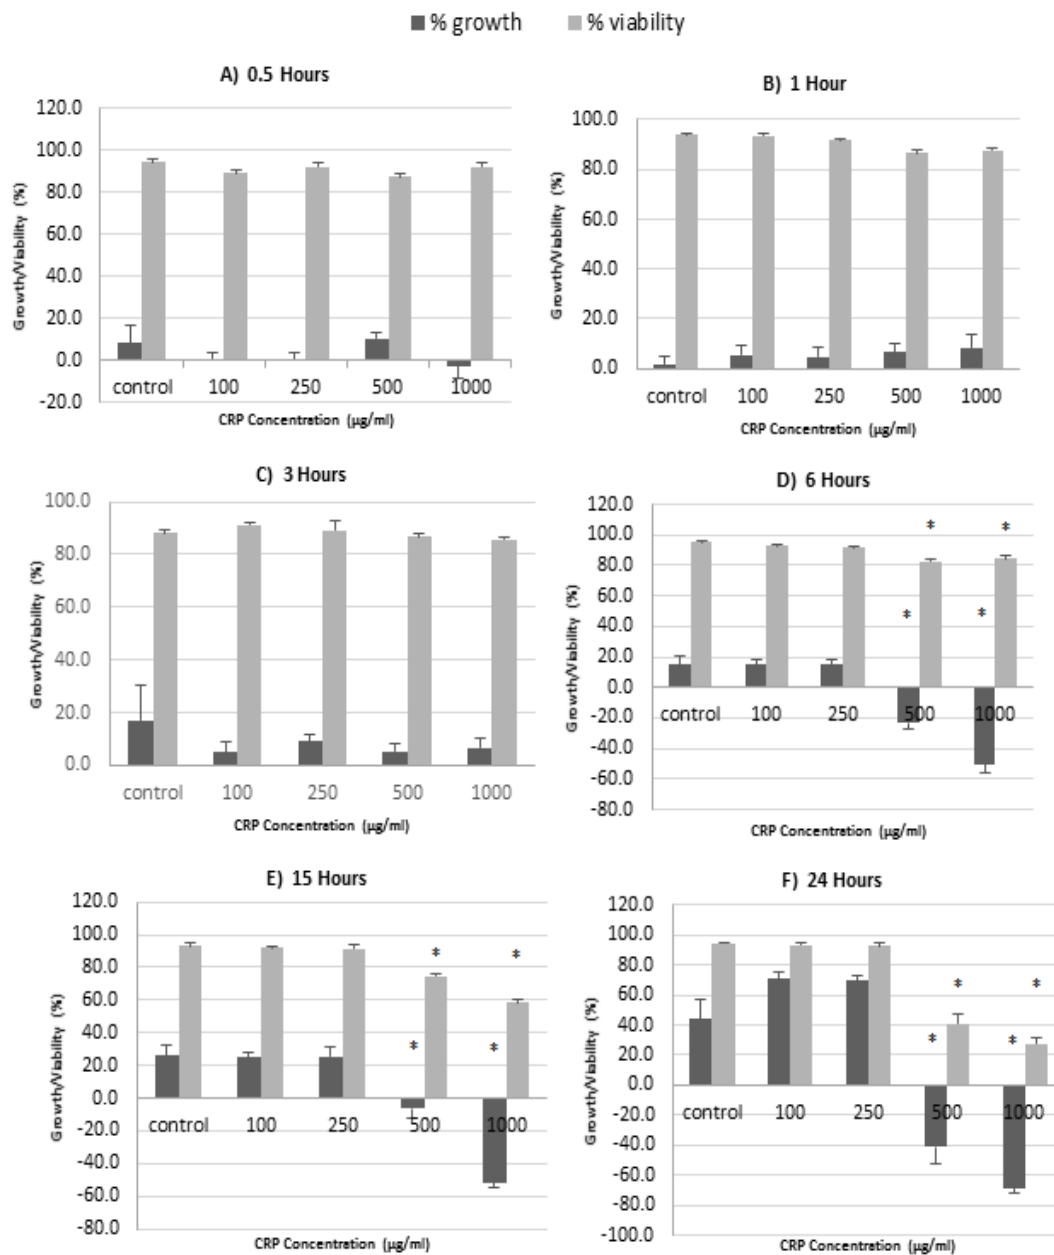 % growth % viability
A) 0.5 Hours
120.0
100.0
80.0
60.0
40.0
20.0
0.0
-20.0
Growth/Viability (%)
control 100 250 500 1000
CRP Concentration (µg/ml)
B) 1 Hour
100.0
80.0
60.0
40.0
20.0
0.0
Growth/Viability (%)
control 100 250 500 1000
CRP Concentration (µg/ml)
C) 3 Hours
100.0
80.0
60.0
40.0
20.0
0.0
Growth/Viability (%)
control 100 250 500 1000
CRP Concentration (µg/ml)
D) 6 Hours
120.0
100.0
80.0
60.0
40.0
20.0
0.0
-20.0
-40.0
-60.0
-80.0
Growth/Viability (%)
* *
* *
control 100 250 500 1000
CRP Concentration (µg/ml)
E) 15 Hours
120.0
100.0
80.0
60.0
40.0
20.0
0.0
-20.0
-40.0
-60.0
-80.0
Growth/Viability (%)
* *
* *
control 100 250 500 1000
CRP Concentration (µg/ml)
F) 24 Hours
120.0
100.0
80.0
60.0
40.0
20.0
0.0
-20.0
-40.0
-60.0
-80.0
-100.0
Growth/Viability (%)
* *
* *
control 100 250 500 1000
CRP Concentration (µg/ml)